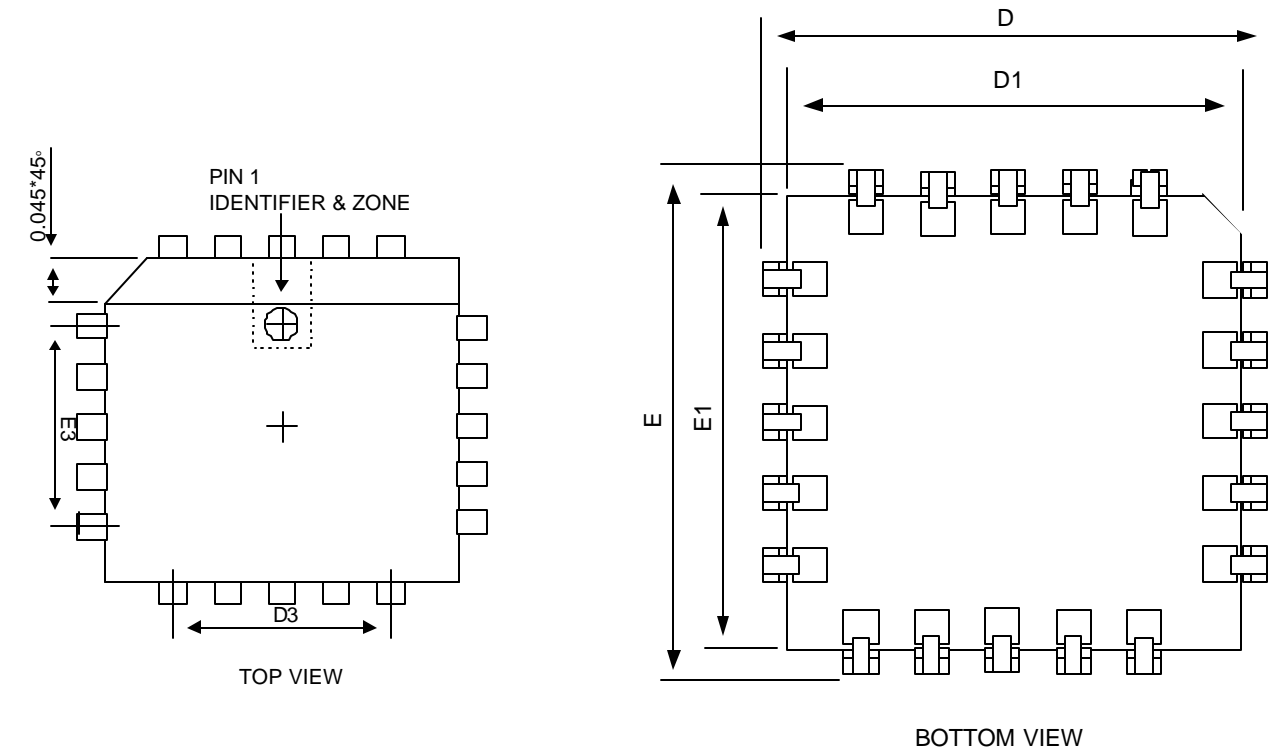 D
D1
0.045*45°
PIN 1
IDENTIFIER & ZONE
E3
E
E1
D3
TOP VIEW
BOTTOM VIEW